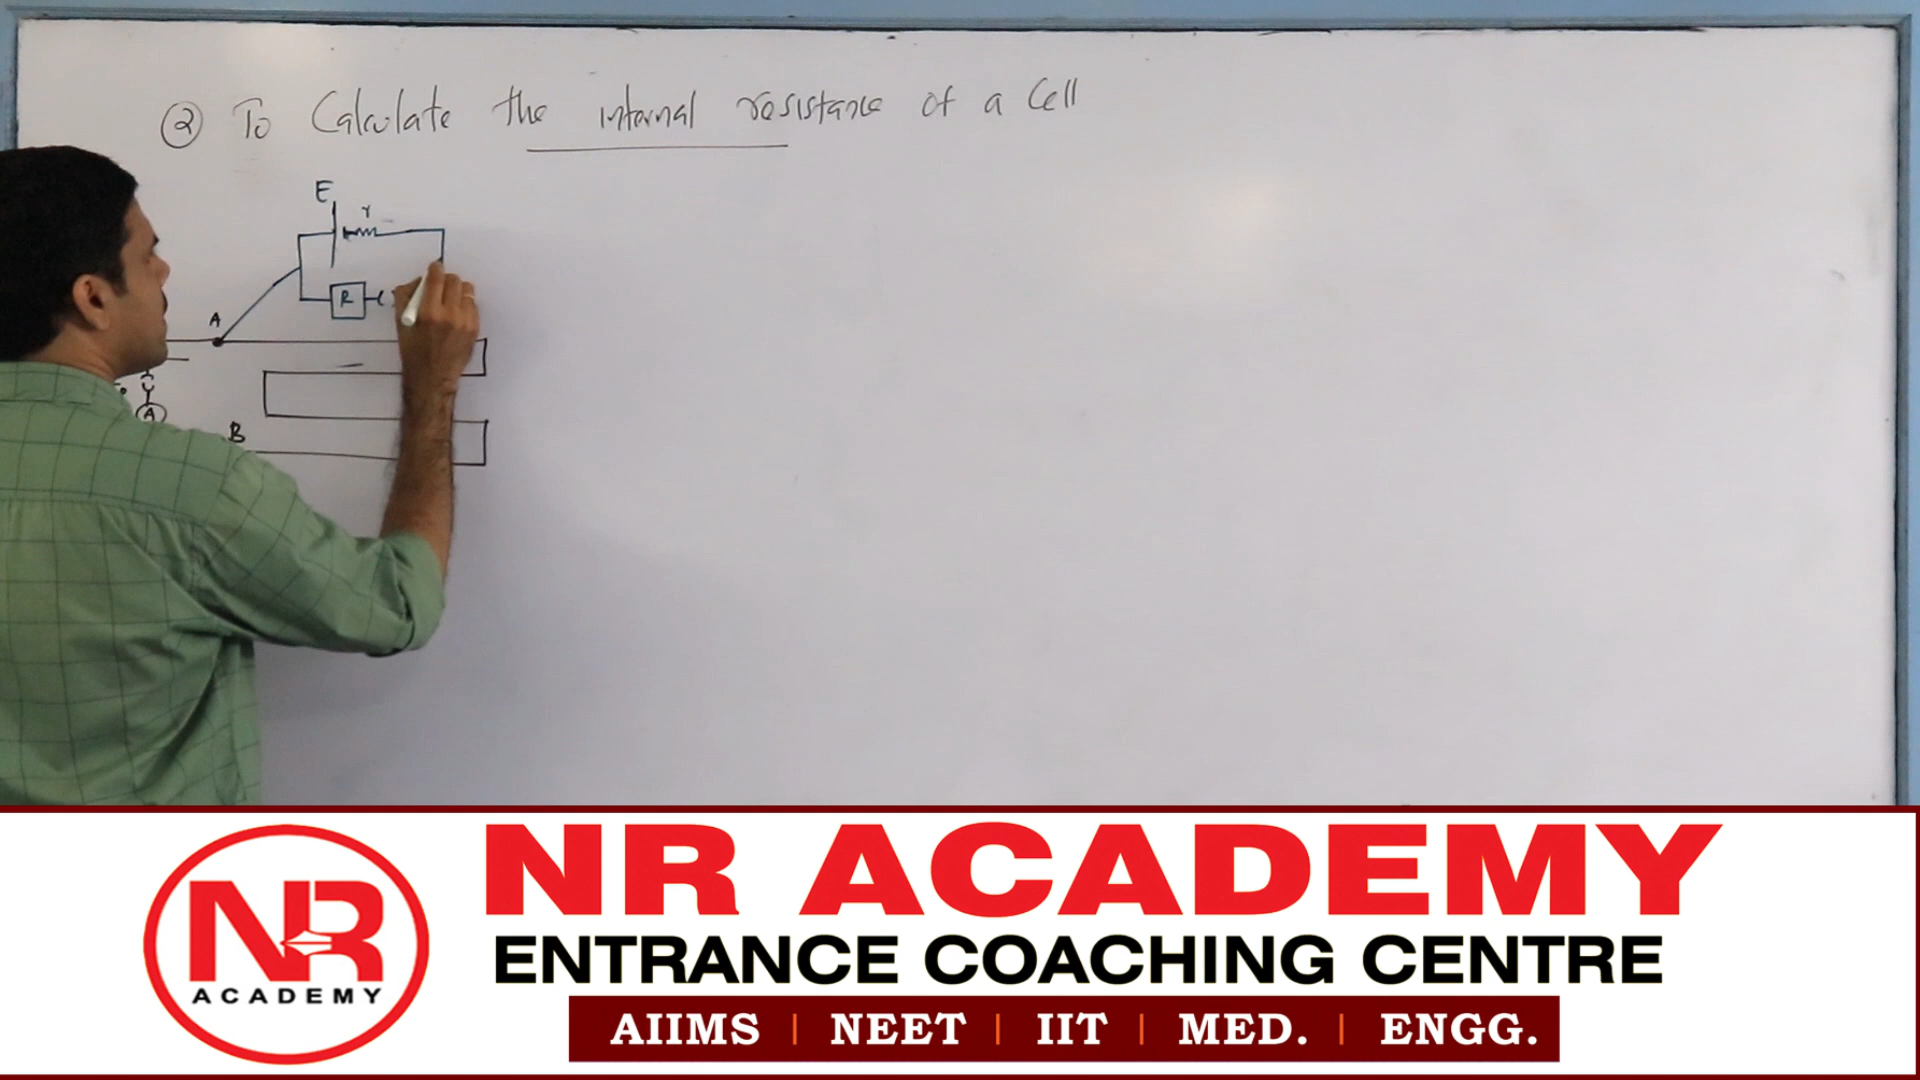 ② To Calculate the internal resistance of a Cell
E
r
R
A
A
B
NR
ACADEMY
NR ACADEMY
ENTRANCE COACHING CENTRE
AIIMS | NEET | IIT | MED. | ENGG.